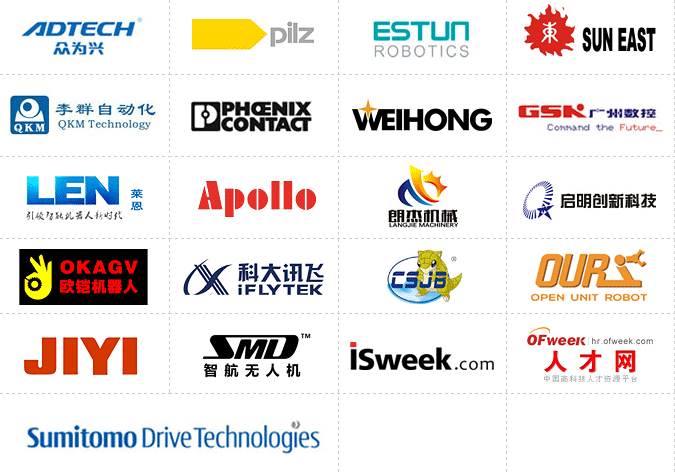 ADTECH®
众为兴
pilz
ESTUN
ROBOTICS
SUN EAST
QKM
李群自动化
QKM Technology
PHŒNIX
CONTACT
WEIHONG
GSK 广州数控
Command the Future_
LEN 莱恩
引领智能机器人新时代
Apollo
朗杰机械
LANGJIE MACHINERY
启明创新科技
OKAGV
欧铠机器人
科大讯飞
iFLYTEK
CSJB®
OUR
OPEN UNIT ROBOT
JIYI
SMD™
智航无人机
iSweek.com
OFweek hr.ofweek.com
人才网
中国高科技人才资源平台
Sumitomo Drive Technologies